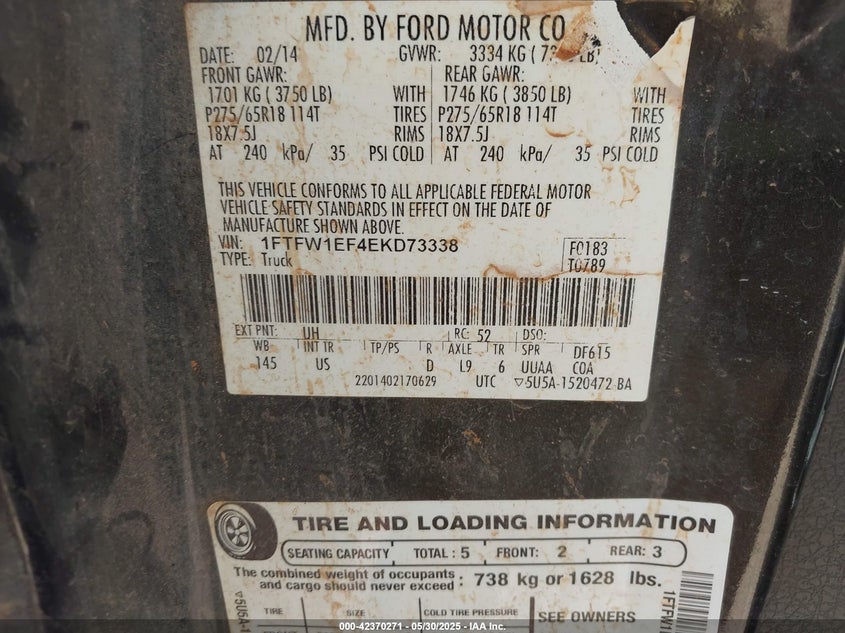 MFD. BY FORD MOTOR CO
DATE: 02/14 GVWR: 3334 KG ( LB)
FRONT GAWR: REAR GAWR:
1701 KG ( 3750 LB) WITH 1746 KG ( 3850 LB) WITH
P275/65R18 114T TIRES P275/65R18 114T TIRES
18X7.5J RIMS 18X7.5J RIMS
AT 240 kPa/ 35 PSI COLD AT 240 kPa/ 35 PSI COLD
THIS VEHICLE CONFORMS TO ALL APPLICABLE FEDERAL MOTOR
VEHICLE SAFETY STANDARDS IN EFFECT ON THE DATE OF
MANUFACTURE SHOWN ABOVE.
VIN: 1FTFW1EF4EKD73338 F0183
TYPE: Truck T0789
EXT PNT: UH RC: 52 DSO:
WB INT TR TP/PS R AXLE TR SPR DF615
145 US D L9 6 UUAA COA
2201402170629 UTC ▽5U5A-1520472-BA
TIRE AND LOADING INFORMATION
SEATING CAPACITY TOTAL : 5 FRONT: 2 REAR: 3
The combined weight of occupants : 738 kg or 1628 lbs.
and cargo should never exceed
TIRE SIZE COLD TIRE PRESSURE SEE OWNERS
▽5U5A-1
1FTFW1
000-42370271 - 05/30/2025 - IAA Inc.